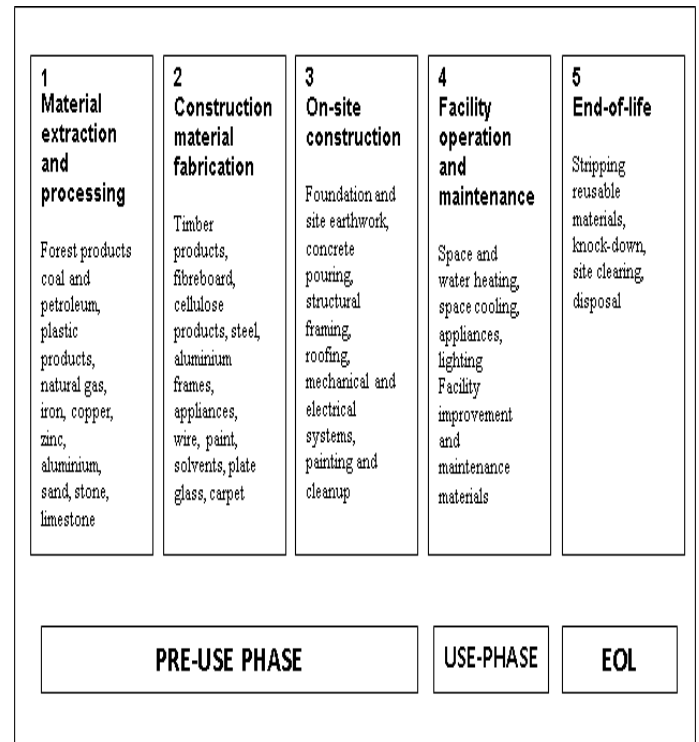 1
Material
extraction
and
processing
Forest products
coal and
petroleum,
plastic
products,
natural gas,
iron, copper,
zinc,
aluminium,
sand, stone,
limestone
2
Construction
material
fabrication
Timber
products,
fibreboard,
cellulose
products, steel,
aluminium
frames,
appliances,
wire, paint,
solvents, plate
glass, carpet
3
On-site
construction
Foundation and
site earthwork,
concrete
pouring,
structural
framing,
roofing,
mechanical and
electrical
systems,
painting and
cleanup
4
Facility
operation
and
maintenance
Space and
water heating,
space cooling,
appliances,
lighting
Facility
improvement
and
maintenance
materials
5
End-of-life
Stripping
reusable
materials,
knock-down,
site clearing,
disposal
PRE-USE PHASE
USE-PHASE
EOL